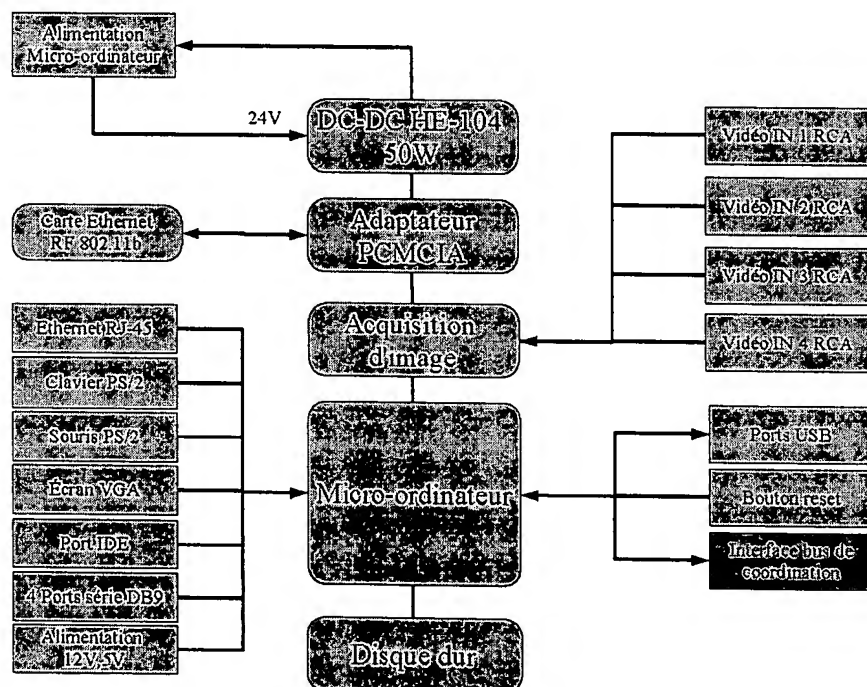 Alimentation
Micro-ordinateur
24V
DC-DC HE-104
50W
Carte Ethernet
RF 802.11b
Adaptateur
PCMCIA
Acquisition
d'image
Micro-ordinateur
Disque dur
Ethernet RJ-45
Clavier PS/2
Souris PS/2
Écran VGA
Port IDE
4 Ports série DB9
Alimentation
12V-5V
Vidéo IN 1 RCA
Vidéo IN 2 RCA
Vidéo IN 3 RCA
Vidéo IN 4 RCA
Ports USB
Bouton reset
Interface bus de
coordination